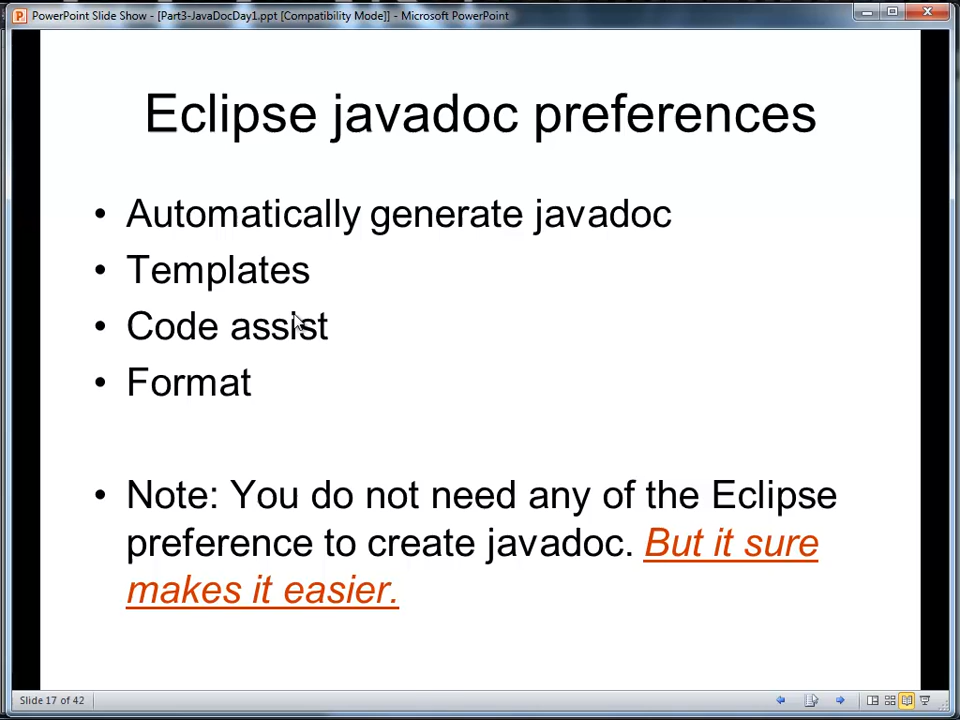 PowerPoint Slide Show - [Part3-JavaDocDay1.ppt [Compatibility Mode]] - Microsoft PowerPoint
Eclipse javadoc preferences
• Automatically generate javadoc
• Templates
• Code assist
• Format
• Note: You do not need any of the Eclipse
preference to create javadoc. But it sure
makes it easier.
Slide 17 of 42